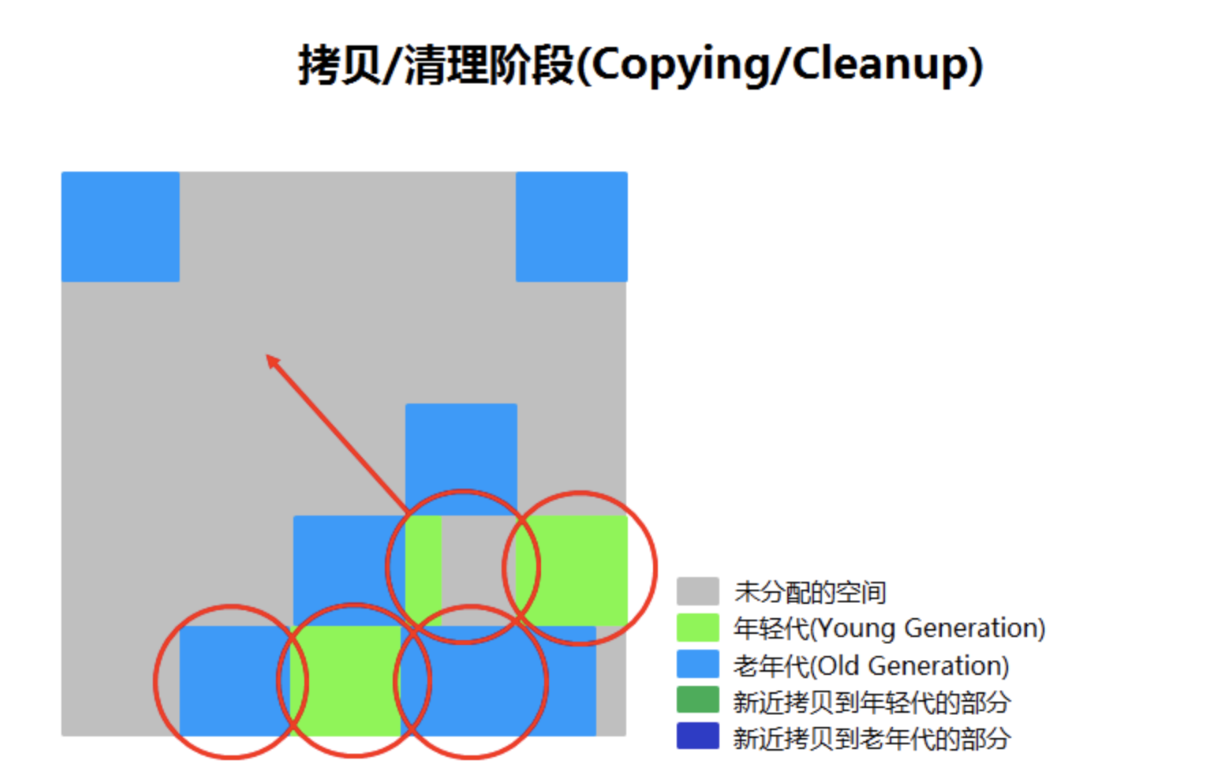 拷贝/清理阶段(Copying/Cleanup)
未分配的空间
年轻代(Young Generation)
老年代(Old Generation)
新近拷贝到年轻代的部分
新近拷贝到老年代的部分